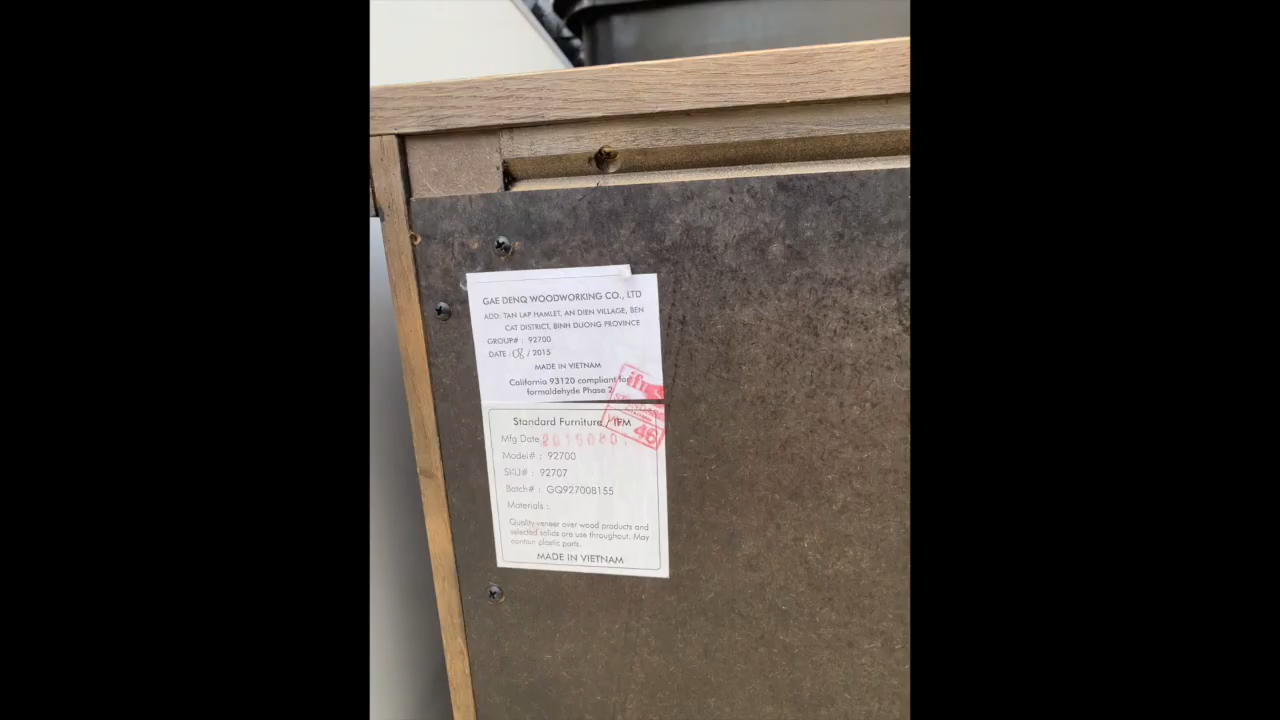 GAE DENQ WOODWORKING CO., LTD
ADD: TAN LAP HAMLET, AN DIEN VILLAGE, BEN
CAT DISTRICT, BINH DUONG PROVINCE
GROUP# : 92700
DATE : 08 / 2015
MADE IN VIETNAM
California 93120 compliant for
formaldehyde Phase 2
Standard Furniture / IFM
Mfg Date
Model# : 92700
SKU# : 92707
Batch# : GQ927008155
Materials :
Quality veneer over wood products and
selected solids are use throughout. May
contain plastic parts.
MADE IN VIETNAM
46